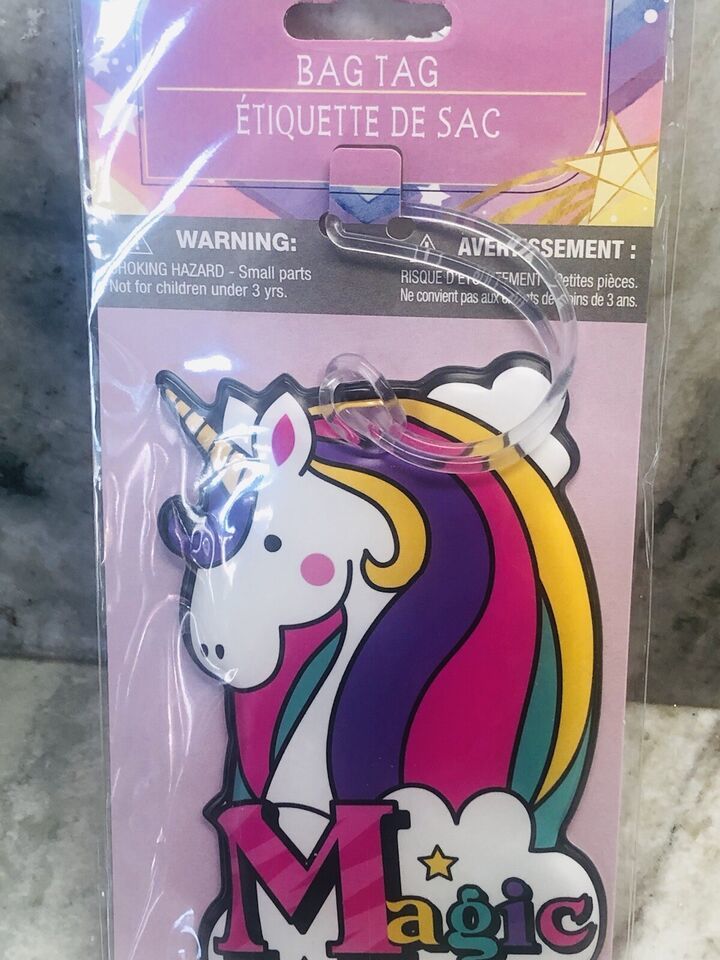 BAG TAG
ÉTIQUETTE DE SAC
WARNING:
CHOKING HAZARD - Small parts
Not for children under 3 yrs.
AVERTISSEMENT :
RISQUE D'ÉTOUFFEMENT - Petites pièces.
Ne convient pas aux enfants de moins de 3 ans.
Magic